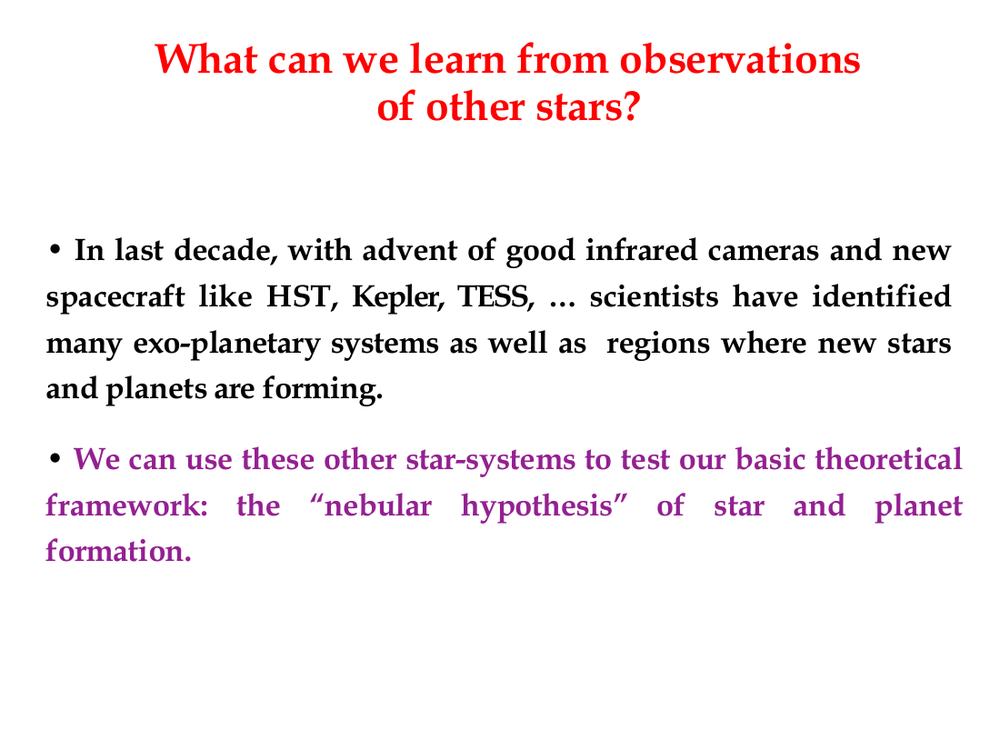 What can we learn from observations
of other stars?
• In last decade, with advent of good infrared cameras and new
spacecraft like HST, Kepler, TESS, … scientists have identified
many exo-planetary systems as well as regions where new stars
and planets are forming.
• We can use these other star-systems to test our basic theoretical
framework: the “nebular hypothesis” of star and planet
formation.